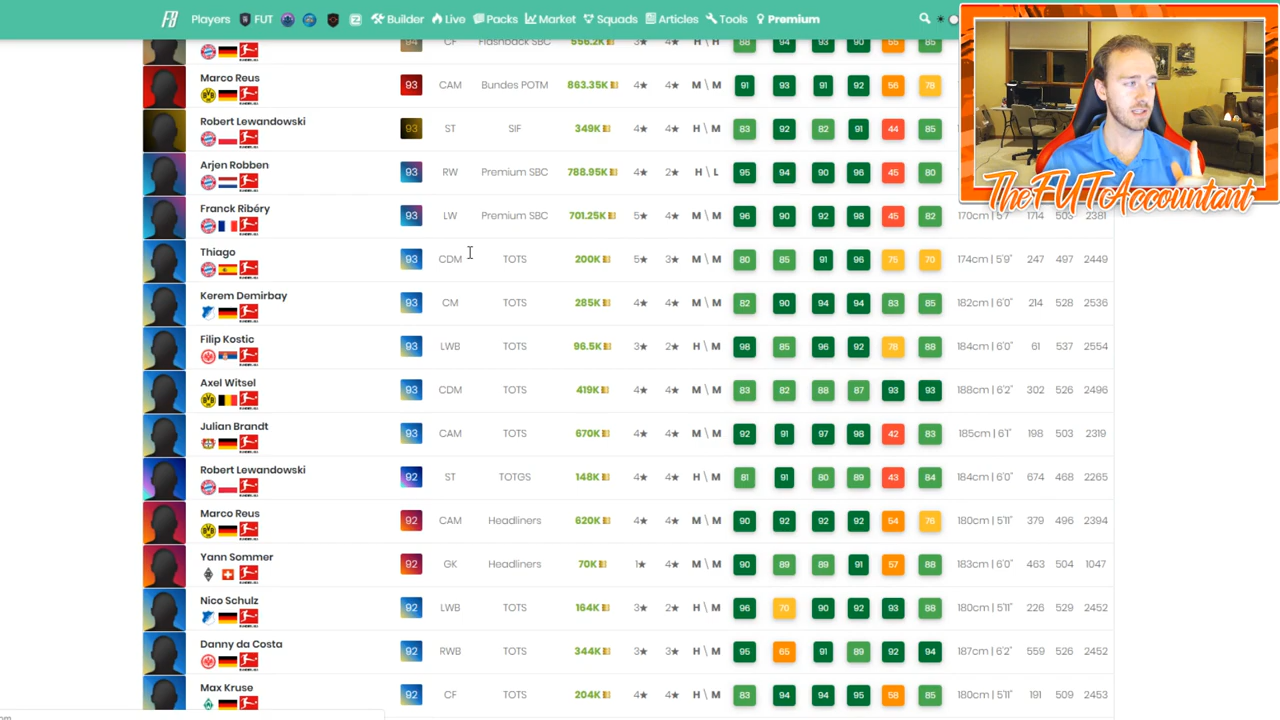 F8 Players FUT Builder Live Packs Market Squads Articles Tools Premium
94 CF Flashback SBC 556.2K 3★ 4★ H \ H 88 94 93 90 55 85
Marco Reus 93 CAM Bundes POTM 863.35K 4★ 4★ M \ M 91 93 91 92 56 78
Robert Lewandowski 93 ST SIF 349K 4★ 4★ H \ M 83 92 82 91 44 85
Arjen Robben 93 RW Premium SBC 788.95K 4★ 2★ H \ L 95 94 90 96 45 80
TheFUTAccountant
Franck Ribéry 93 LW Premium SBC 701.25K 5★ 4★ M \ M 96 90 92 98 45 82 170cm | 5'7" 1714 503 2381
Thiago 93 CDM TOTS 200K 5★ 3★ M \ M 80 85 91 96 75 70 174cm | 5'9" 247 497 2449
Kerem Demirbay 93 CM TOTS 285K 4★ 4★ M \ M 82 90 94 94 83 85 182cm | 6'0" 214 528 2536
Filip Kostic 93 LWB TOTS 96.5K 3★ 2★ H \ M 98 85 96 92 78 88 184cm | 6'0" 61 537 2554
Axel Witsel 93 CDM TOTS 419K 4★ 4★ M \ M 83 82 88 87 93 93 188cm | 6'2" 302 526 2496
Julian Brandt 93 CAM TOTS 670K 4★ 4★ M \ M 92 91 97 98 42 83 185cm | 6'1" 198 503 2319
Robert Lewandowski 92 ST TOTGS 148K 4★ 4★ H \ M 81 91 80 89 43 84 184cm | 6'0" 674 468 2265
Marco Reus 92 CAM Headliners 620K 4★ 4★ M \ M 90 92 92 92 54 76 180cm | 5'11" 379 496 2394
Yann Sommer 92 GK Headliners 70K 1★ 4★ M \ M 90 89 89 91 57 88 183cm | 6'0" 463 504 1047
Nico Schulz 92 LWB TOTS 164K 3★ 2★ H \ M 96 70 90 92 93 88 180cm | 5'11" 226 529 2452
Danny da Costa 92 RWB TOTS 344K 3★ 3★ H \ M 95 65 91 89 92 94 187cm | 6'2" 559 526 2452
Max Kruse 92 CF TOTS 204K 4★ 4★ H \ M 83 94 94 95 58 85 180cm | 5'11" 191 509 2453